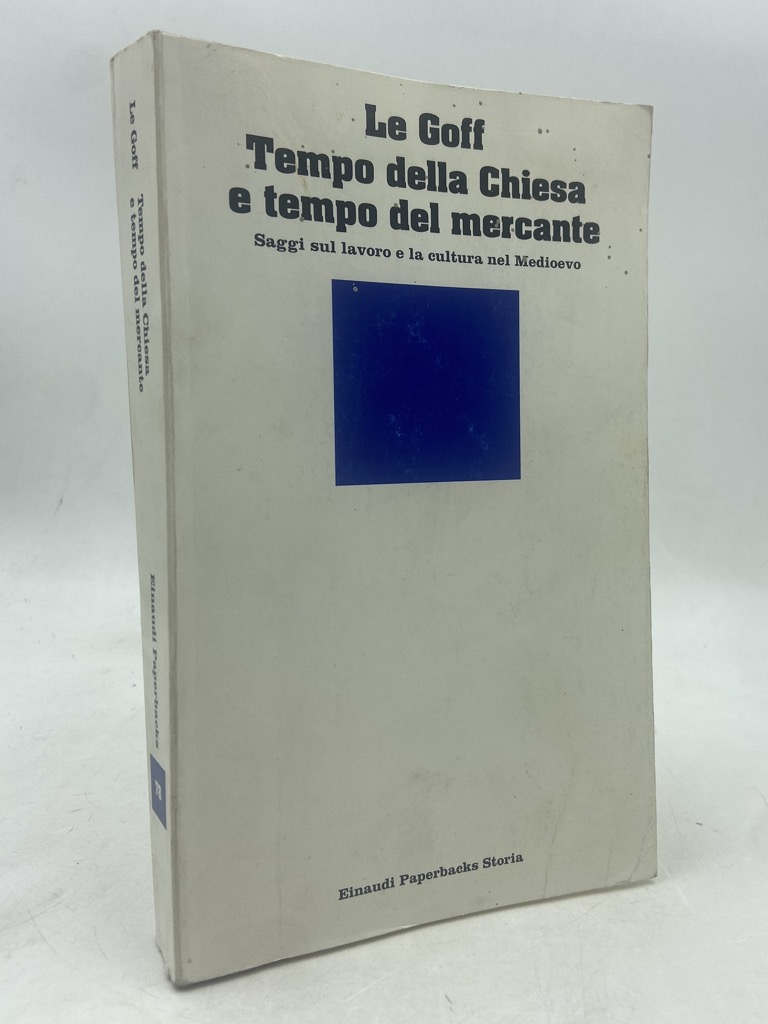 Le Goff
Tempo della Chiesa
e tempo del mercante
Saggi sul lavoro e la cultura nel Medioevo
Einaudi Paperbacks Storia
Le Goff
Tempo della Chiesa
e tempo del mercante
Einaudi Paperbacks